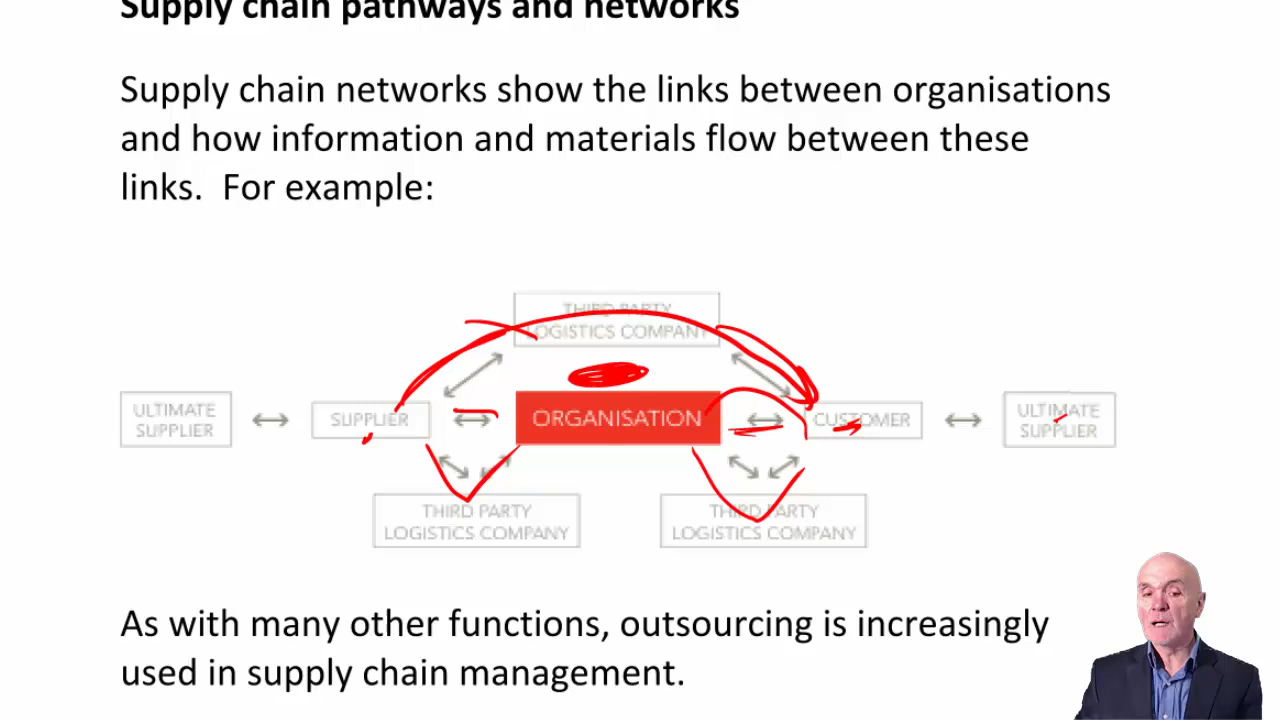 Supply chain pathways and networks
Supply chain networks show the links between organisations
and how information and materials flow between these
links.  For example:
THIRD PARTY
LOGISTICS COMPANY
ULTIMATE
SUPPLIER
SUPPLIER
ORGANISATION
CUSTOMER
ULTIMATE
SUPPLIER
THIRD PARTY
LOGISTICS COMPANY
THIRD PARTY
LOGISTICS COMPANY
As with many other functions, outsourcing is increasingly
used in supply chain management.